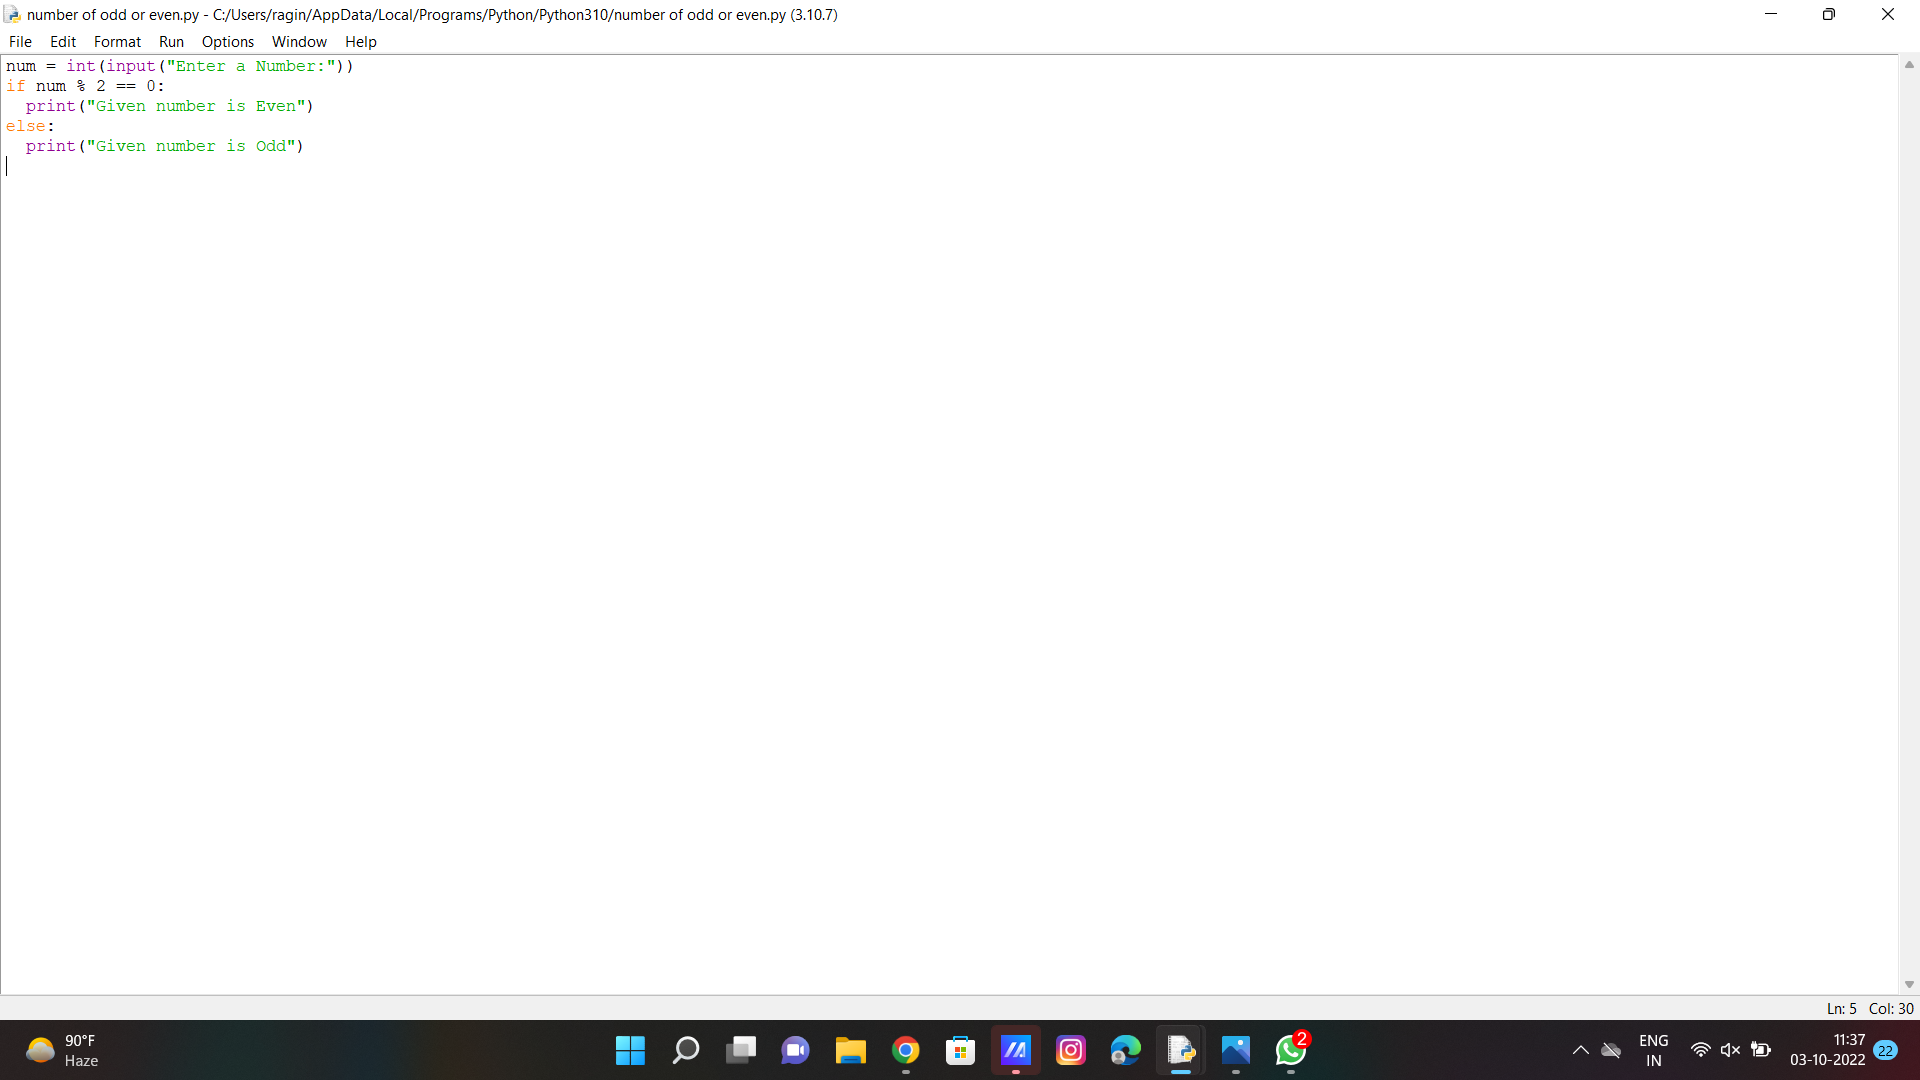 number of odd or even.py - C:/Users/ragin/AppData/Local/Programs/Python/Python310/number of odd or even.py (3.10.7)
File Edit Format Run Options Window Help
num = int(input("Enter a Number:"))
if num % 2 == 0:
  print("Given number is Even")
else:
  print("Given number is Odd")
Ln: 5 Col: 30
90°F
Haze
2
ENG
IN
11:37
03-10-2022
22